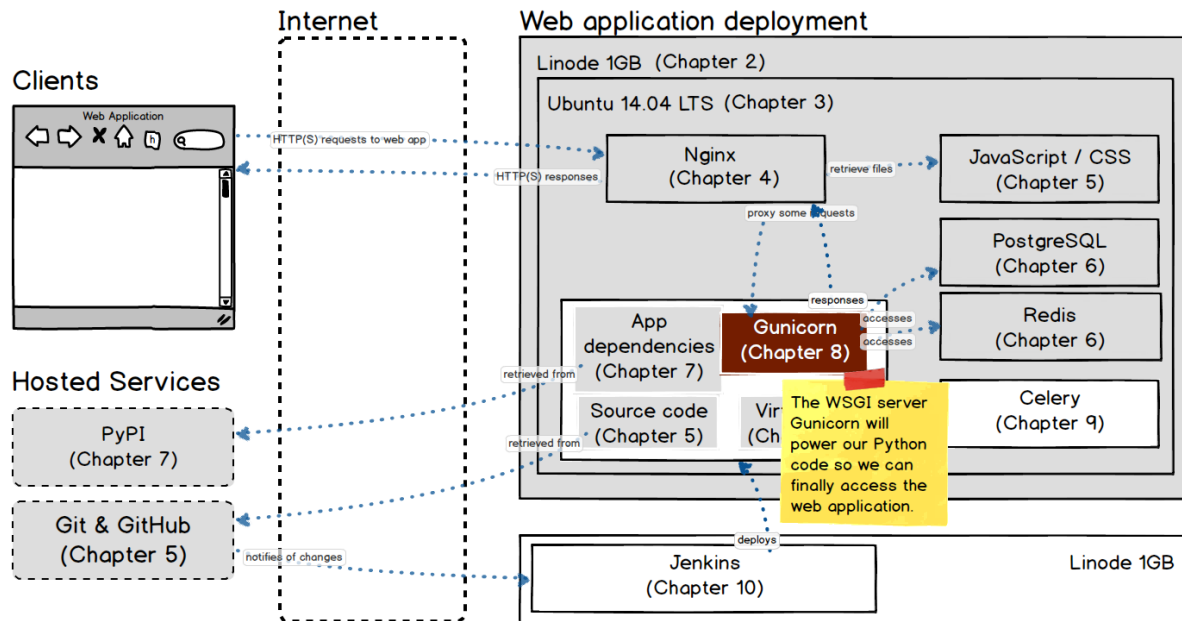 Internet
Web application deployment
Linode 1GB (Chapter 2)
Clients
Ubuntu 14.04 LTS (Chapter 3)
Web Application
h
HTTP(S) requests to web app
HTTP(S) responses
Nginx
(Chapter 4)
retrieve files
JavaScript / CSS
(Chapter 5)
proxy some requests
PostgreSQL
(Chapter 6)
responses
accesses
accesses
Redis
(Chapter 6)
App
dependencies
(Chapter 7)
Gunicorn
(Chapter 8)
retrieved from
Hosted Services
PyPI
(Chapter 7)
Source code
(Chapter 5)
retrieved from
Virt
(Cha
The WSGI server
Gunicorn will
power our Python
code so we can
finally access the
web application.
Celery
(Chapter 9)
Git & GitHub
(Chapter 5)
notifies of changes
deploys
Jenkins
(Chapter 10)
Linode 1GB